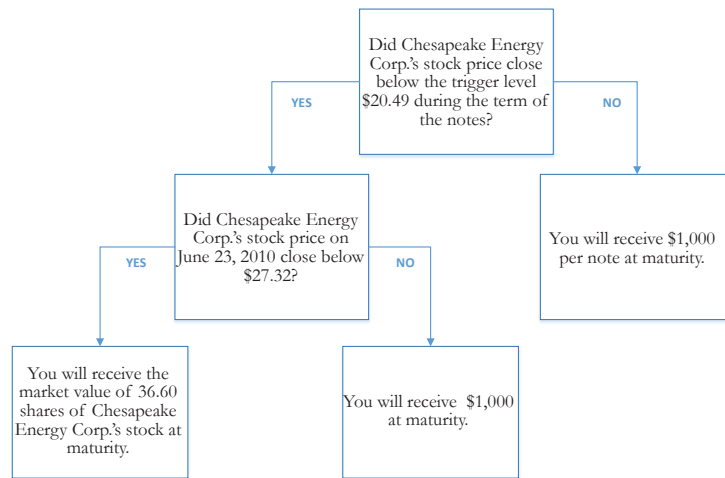 Did Chesapeake Energy
Corp.'s stock price close
below the trigger level
$20.49 during the term of
the notes?
YES
NO
Did Chesapeake Energy
Corp.'s stock price on
June 23, 2010 close below
$27.32?
You will receive $1,000
per note at maturity.
YES
NO
You will receive the
market value of 36.60
shares of Chesapeake
Energy Corp.'s stock at
maturity.
You will receive $1,000
at maturity.